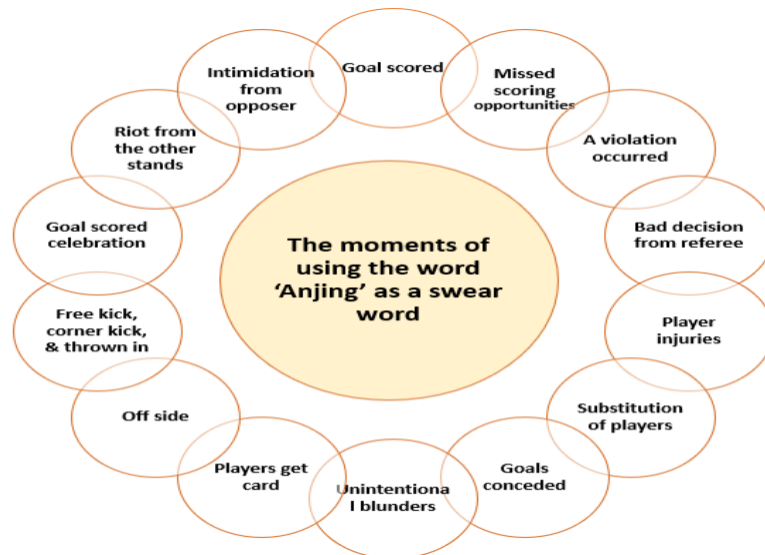 The moments of
using the word
‘Anjing’ as a swear
word
Goal scored
Missed
scoring
opportunities
A violation
occurred
Bad decision
from referee
Player
injuries
Substitution
of players
Goals
conceded
Unintentiona
l blunders
Players get
card
Off side
Free kick,
corner kick,
& thrown in
Goal scored
celebration
Riot from
the other
stands
Intimidation
from
opposer